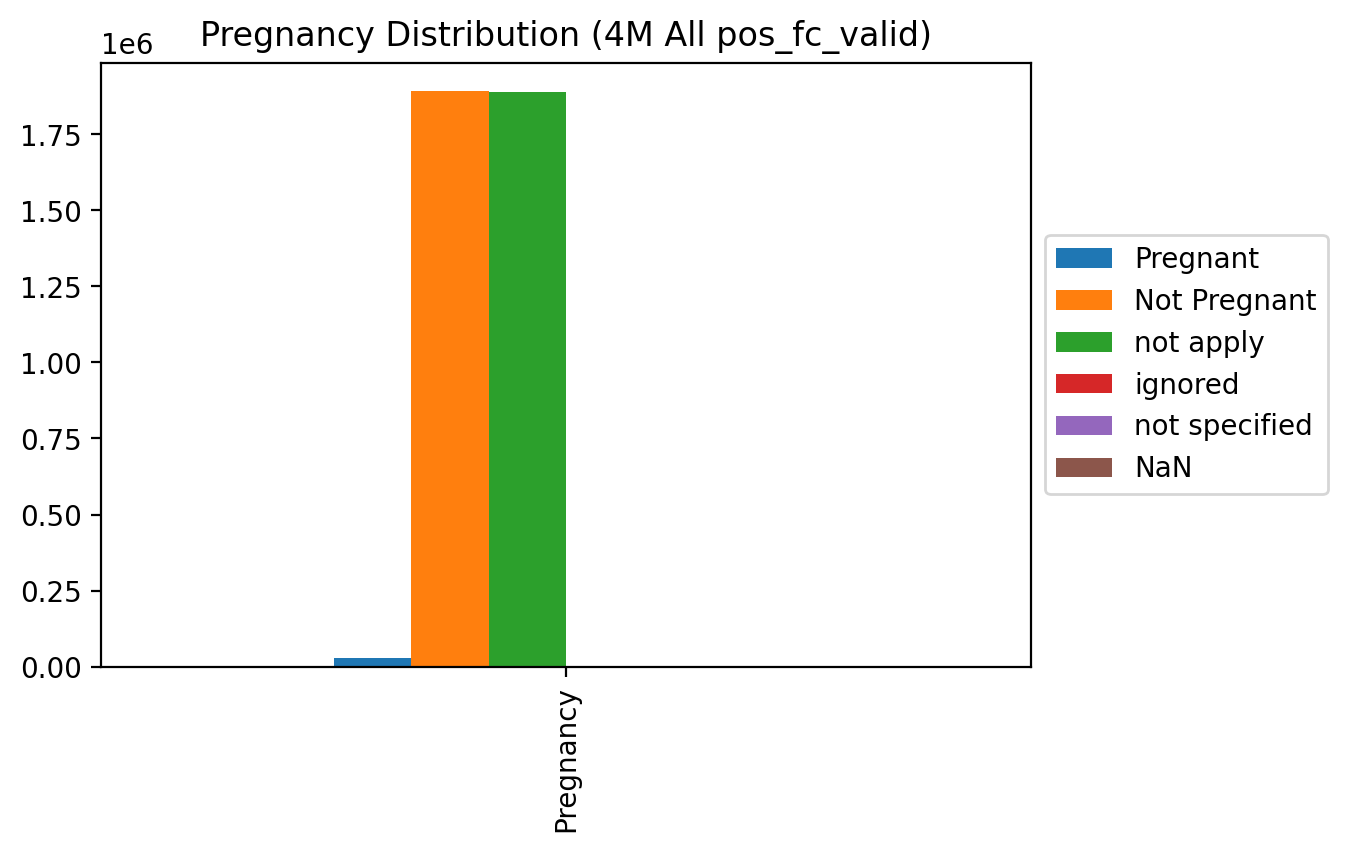 Pregnancy Distribution (4M All pos_fc_valid)
1e6
1.75
1.50
1.25
1.00
0.75
0.50
0.25
0.00
Pregnancy
Pregnant
Not Pregnant
not apply
ignored
not specified
NaN